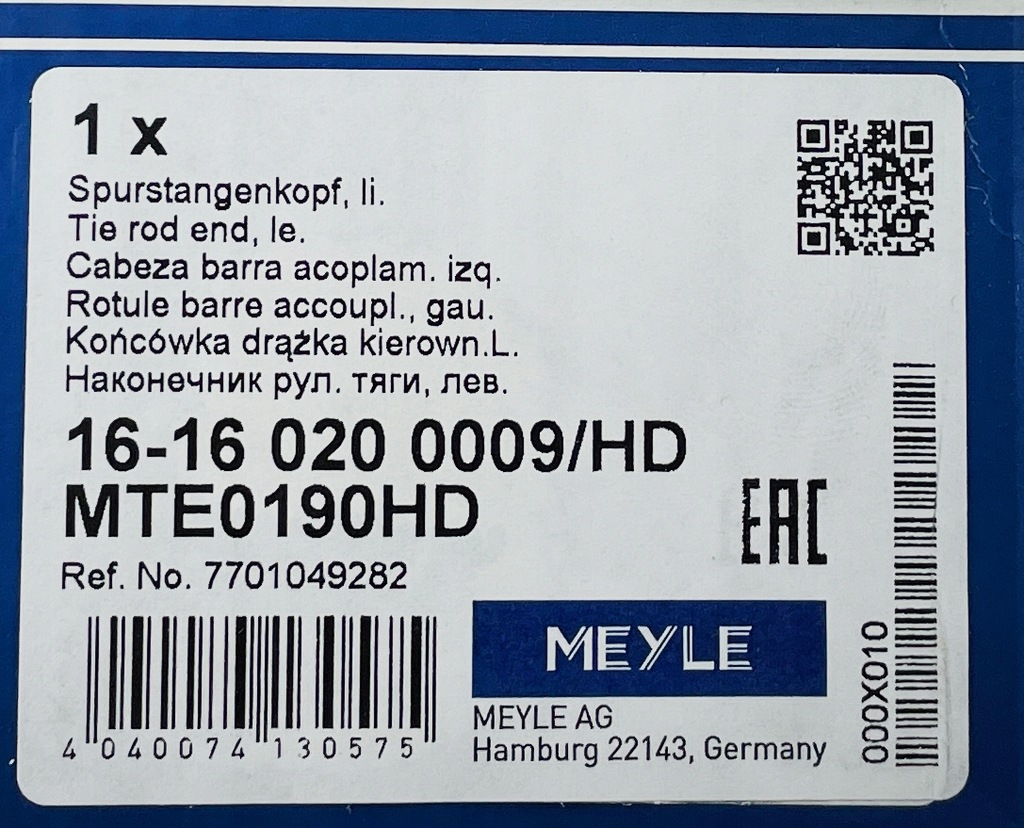 1 x
Spurstangenkopf, li.
Tie rod end, le.
Cabeza barra acoplam. izq.
Rotule barre accoupl., gau.
Końcówka drążka kierown.L.
Наконечник рул. тяги, лев.
16-16 020 0009/HD
MTE0190HD
Ref. No. 7701049282
EAC
4 040074 130575
MEYLE
MEYLE AG
Hamburg 22143, Germany
000X010